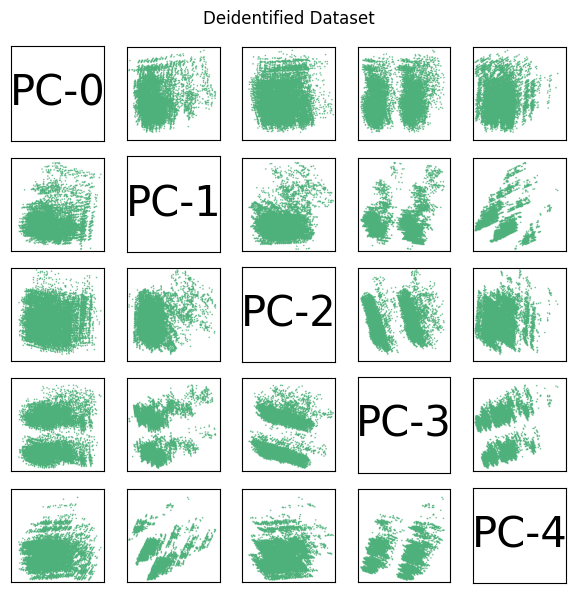 Deidentified Dataset
PC-0
PC-1
PC-2
PC-3
PC-4